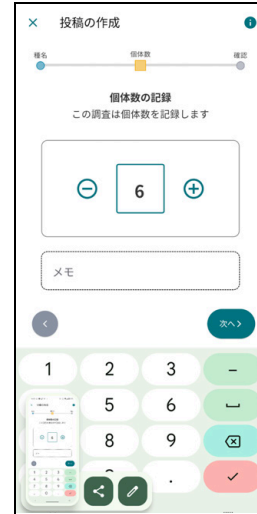 投稿の作成
種名 個体数 確認
個体数の記録
この調査は個体数を記録します
6
メモ
次へ
1 2 3 -
5 6
8 9
.